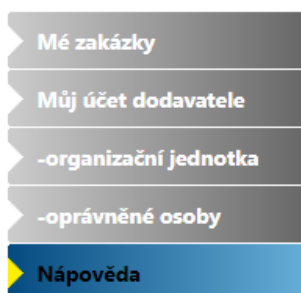 Mé zakázky
Můj účet dodavatele
-organizační jednotka
-oprávněné osoby
Nápověda